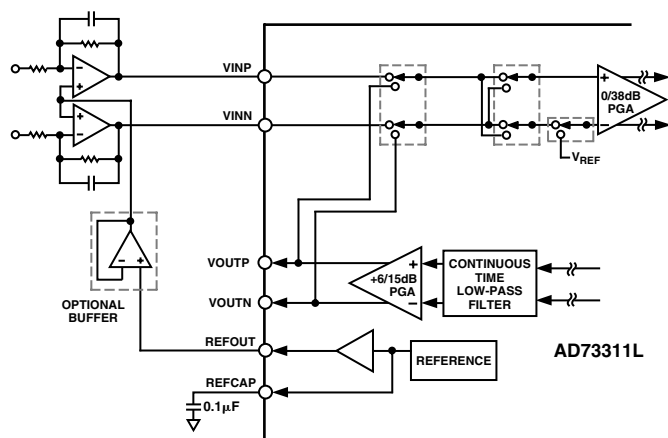 VINP
VINN
0/38dB
PGA
VREF
VOUTP
VOUTN
+6/15dB
PGA
CONTINUOUS
TIME
LOW-PASS
FILTER
OPTIONAL
BUFFER
REFOUT
REFERENCE
AD73311L
REFCAP
0.1µF